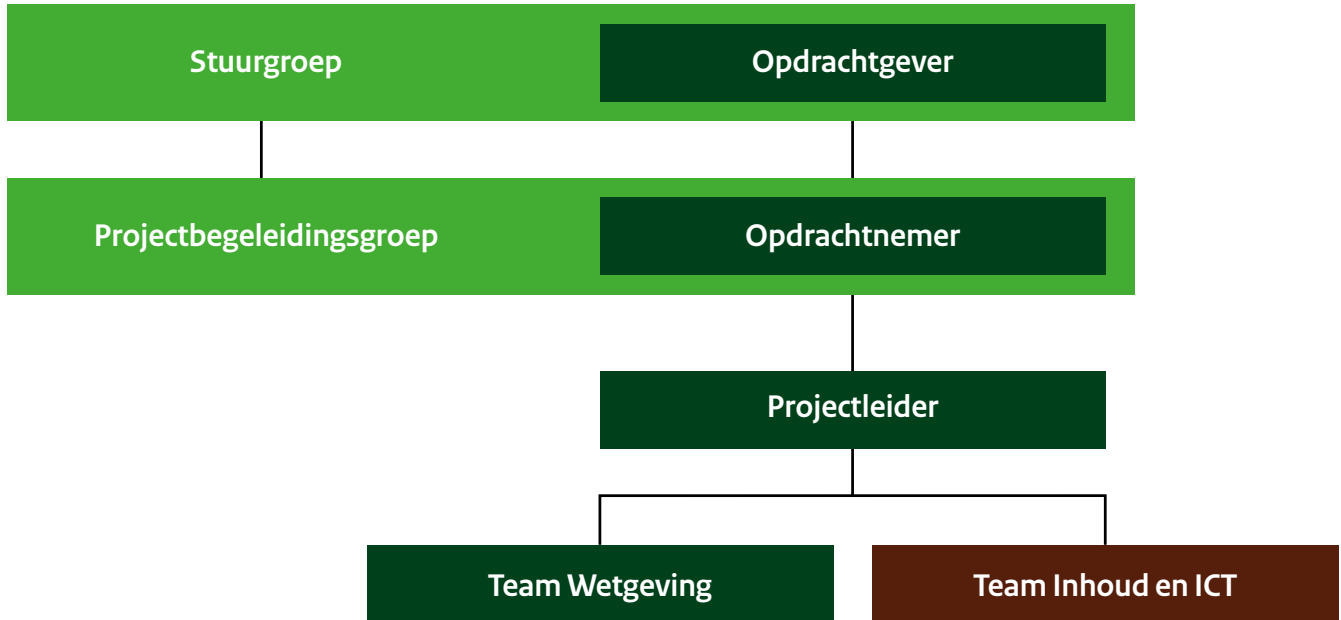 Stuurgroep
Opdrachtgever
Projectbegeleidingsgroep
Opdrachtnemer
Projectleider
Team Wetgeving
Team Inhoud en ICT